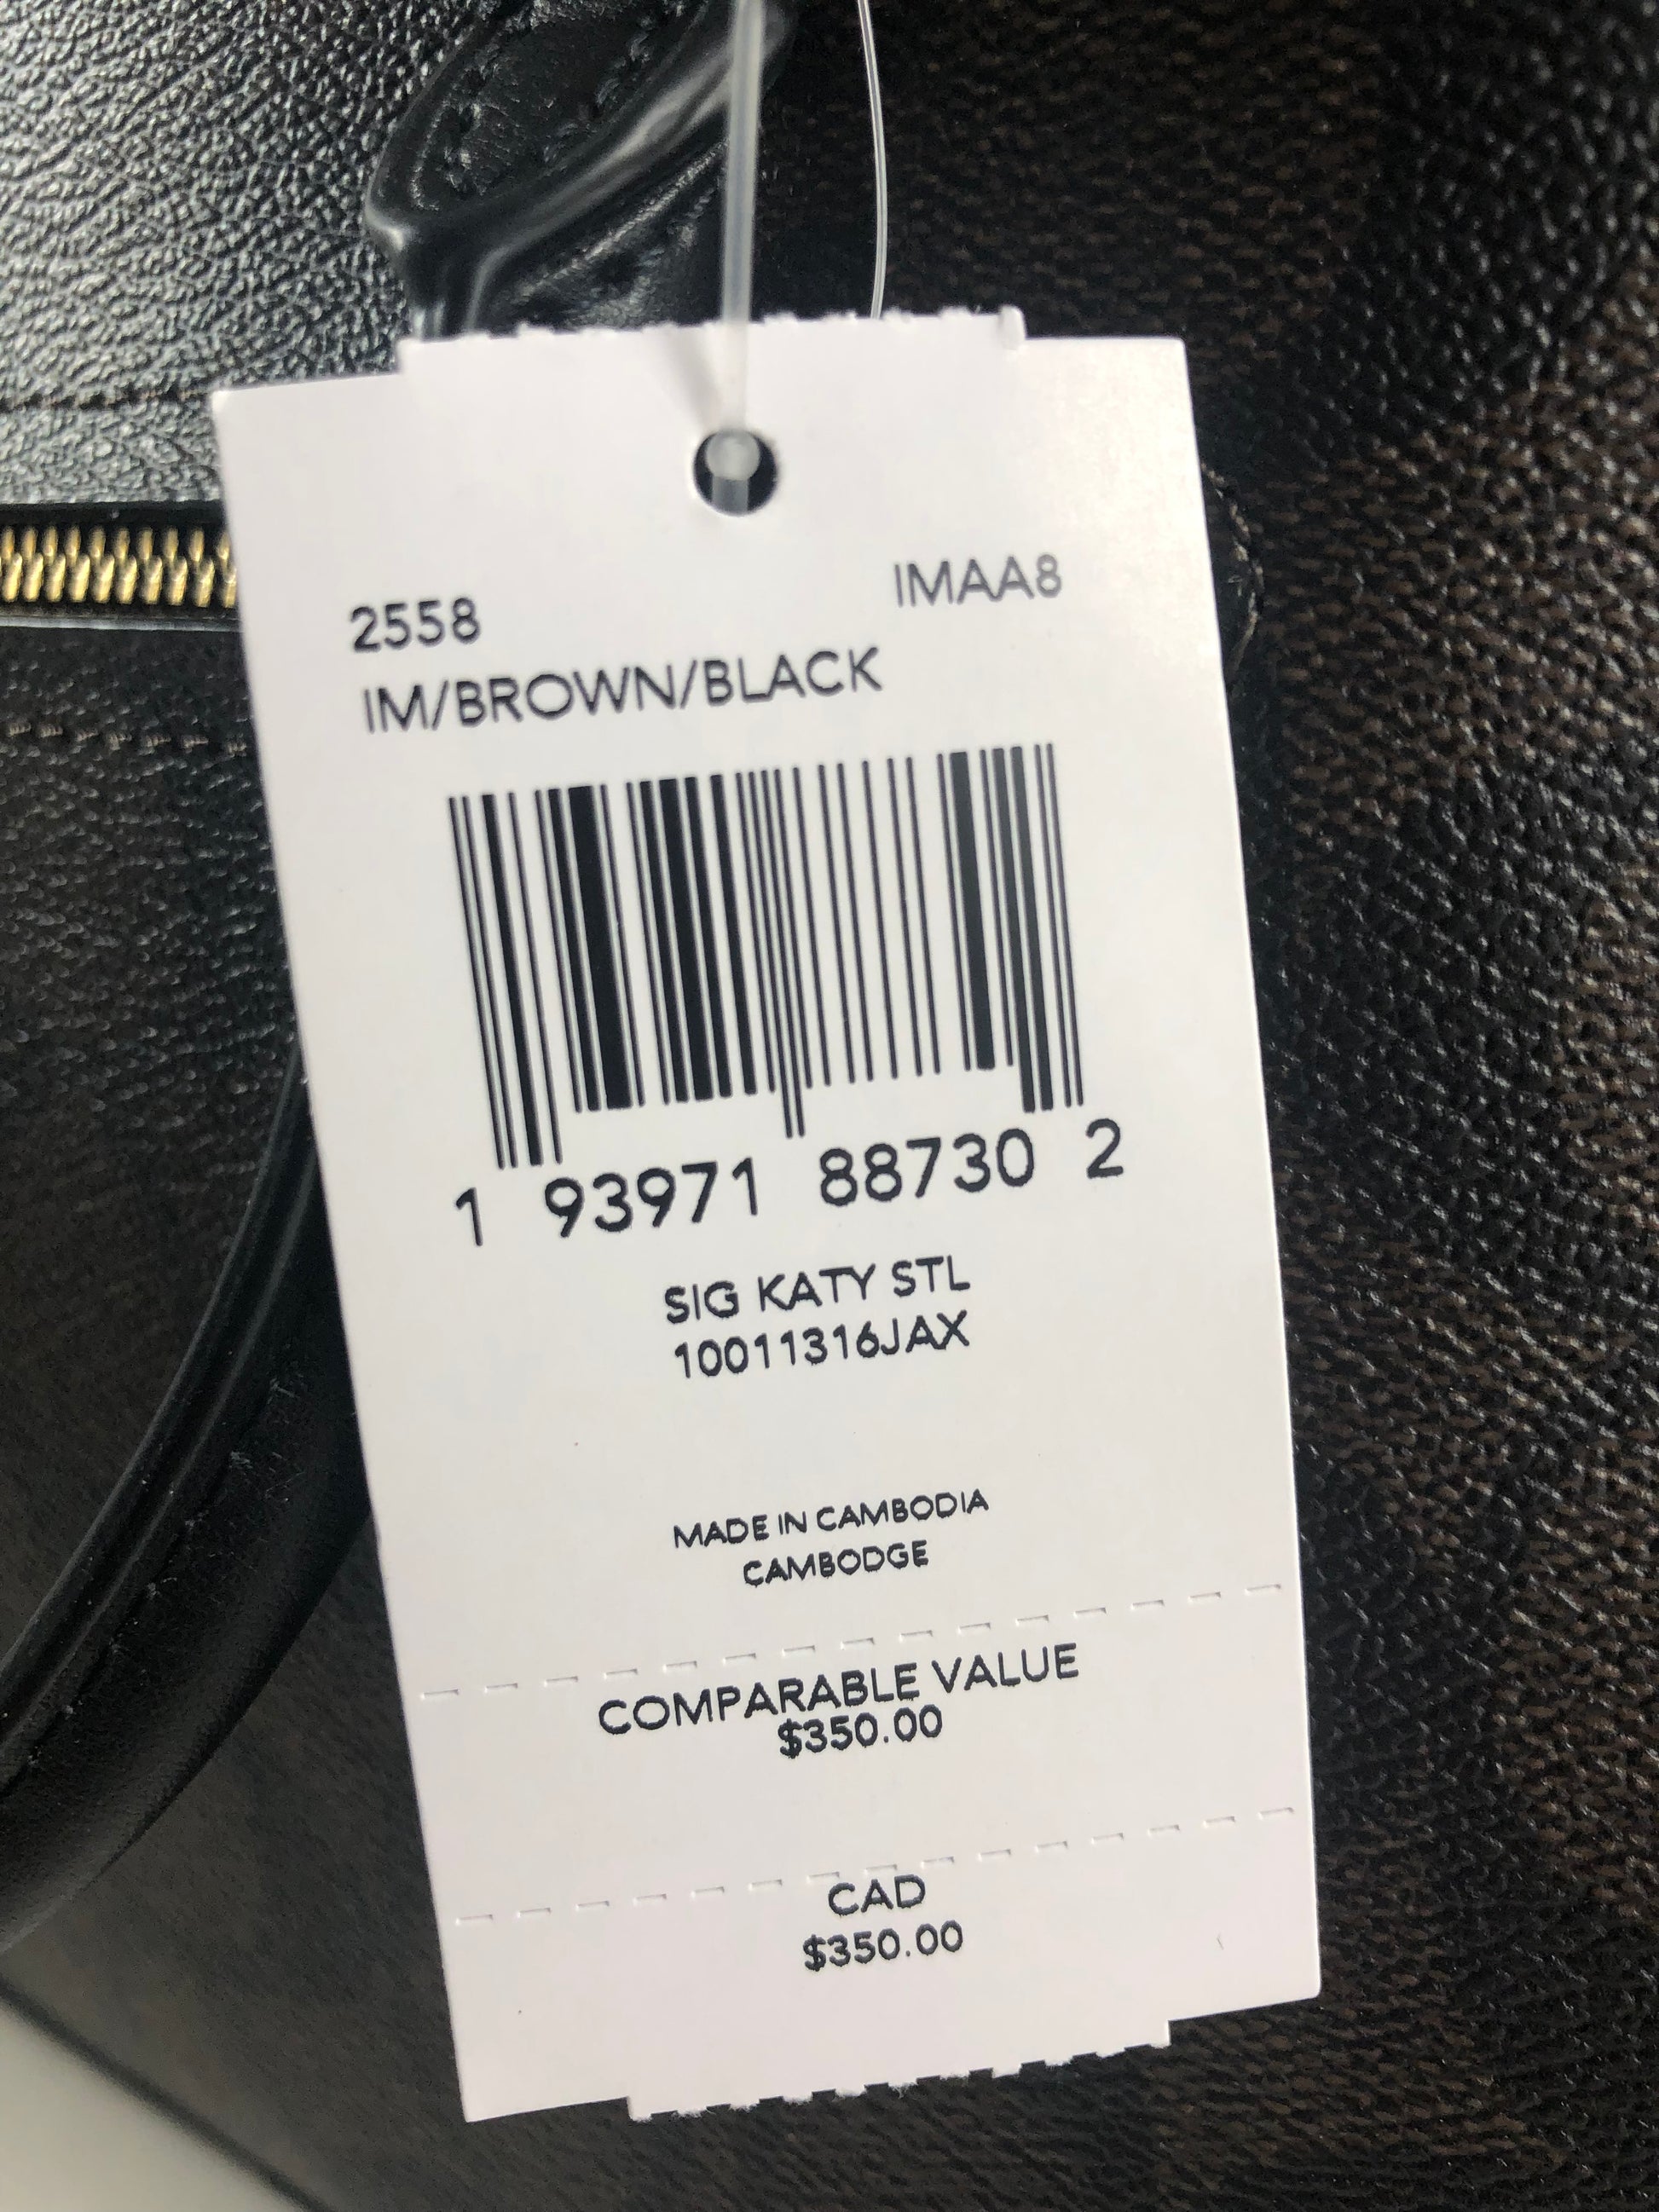 2558 IMAA8
IM/BROWN/BLACK
1 93971 88730 2
SIG KATY STL
10011316JAX
MADE IN CAMBODIA
CAMBODGE
COMPARABLE VALUE
$350.00
CAD
$350.00